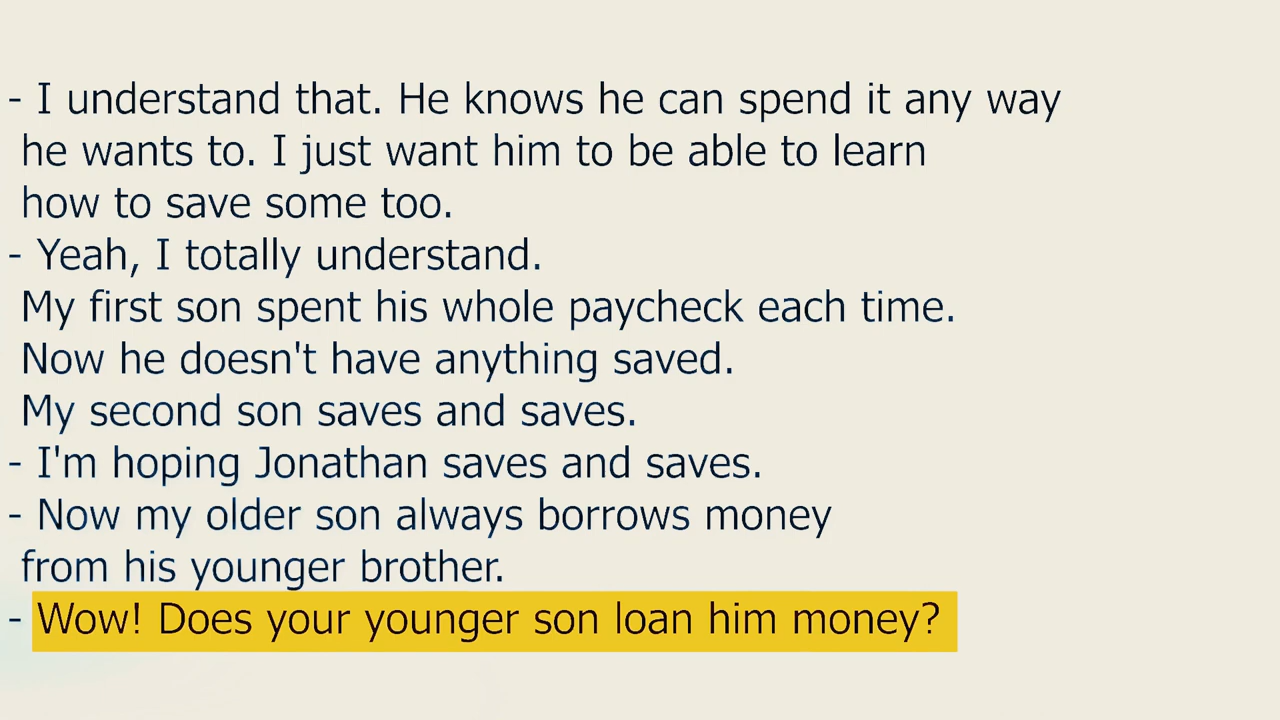 - I understand that. He knows he can spend it any way
he wants to. I just want him to be able to learn
how to save some too.
- Yeah, I totally understand.
My first son spent his whole paycheck each time.
Now he doesn't have anything saved.
My second son saves and saves.
- I'm hoping Jonathan saves and saves.
- Now my older son always borrows money
from his younger brother.
- Wow! Does your younger son loan him money?